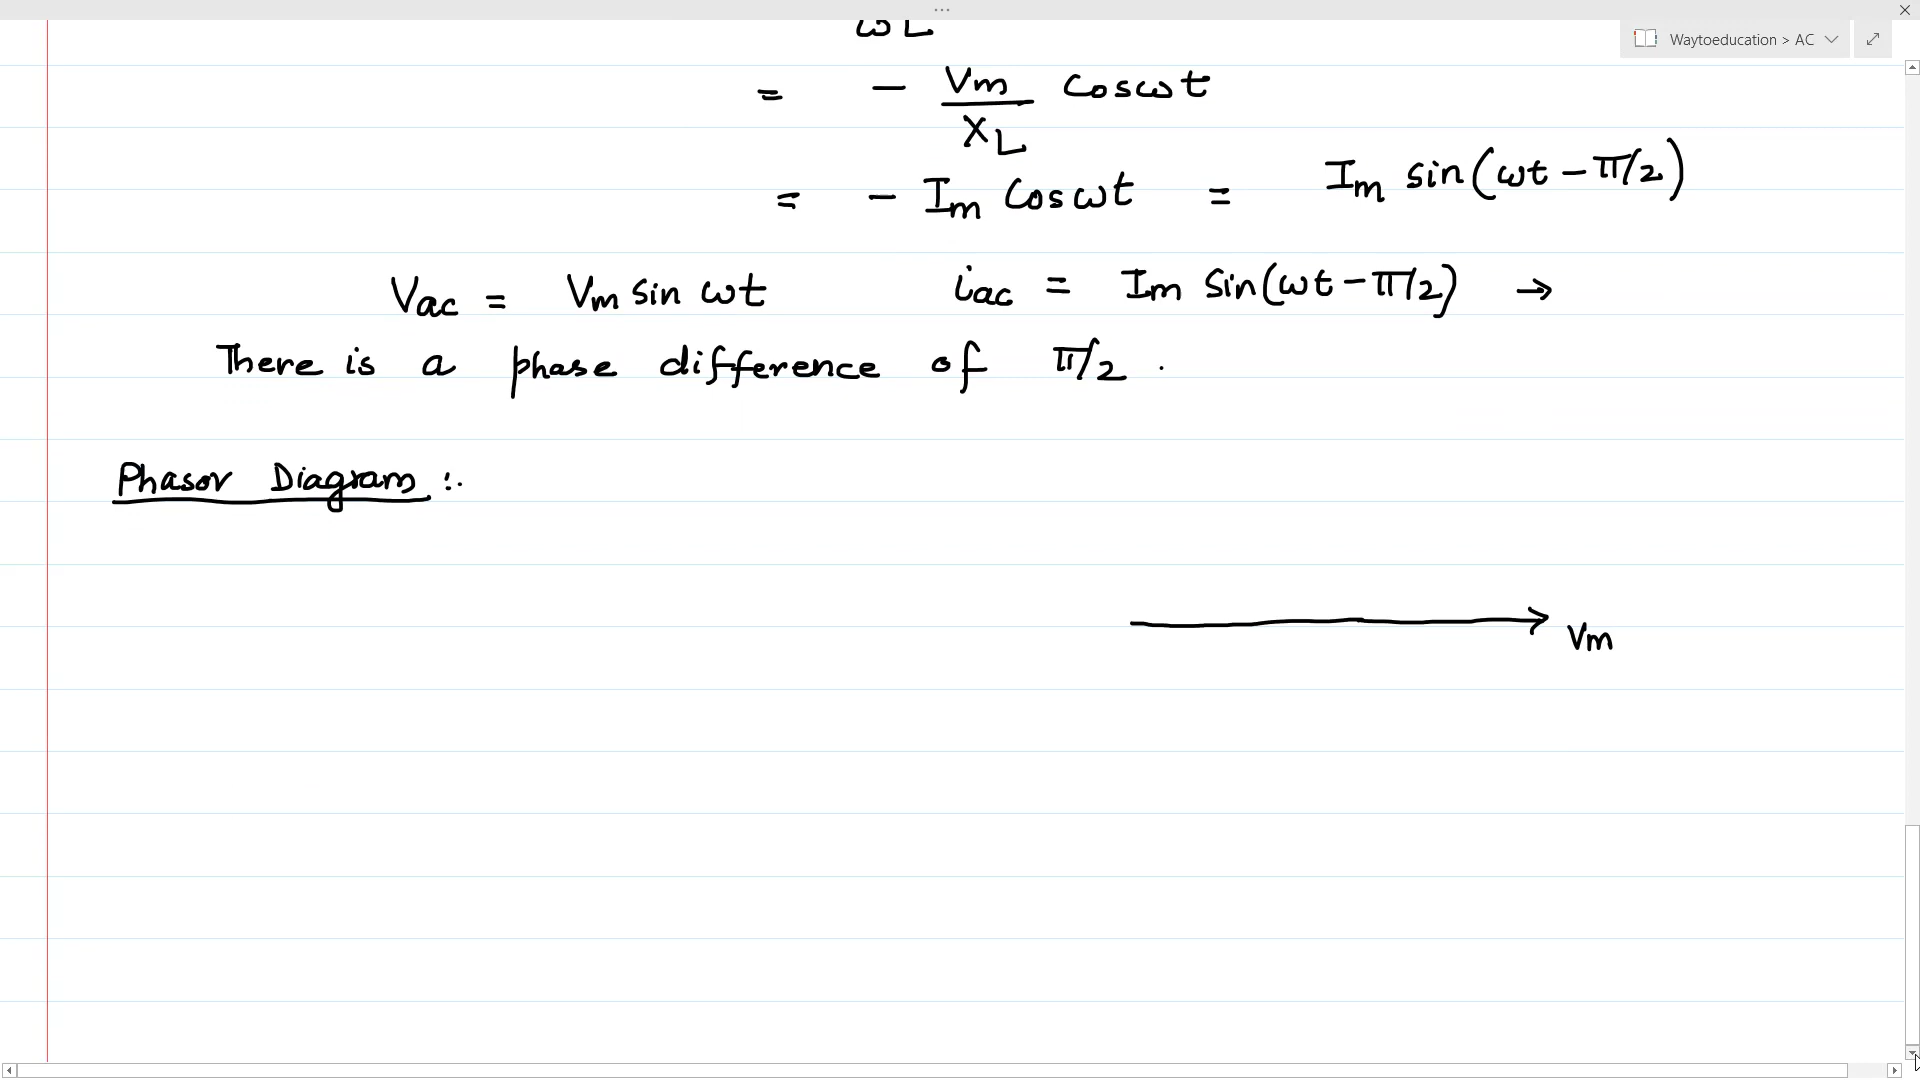 Waytoeducation > AC
ωL
= - Vm/XL Cosωt
= - Im Cosωt = Im sin(ωt - π/2)
Vac = Vm sin ωt iac = Im Sin(ωt - π/2) →
There is a phase difference of π/2 .
Phasor Diagram :.
Vm